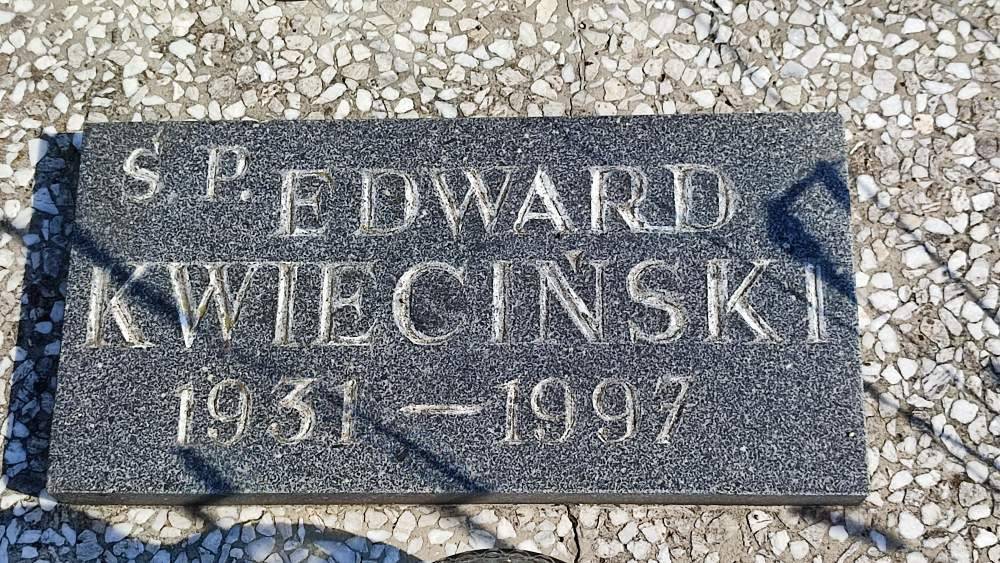 Ś. P. EDWARD
KWIECIŃSKI
1931 — 1997